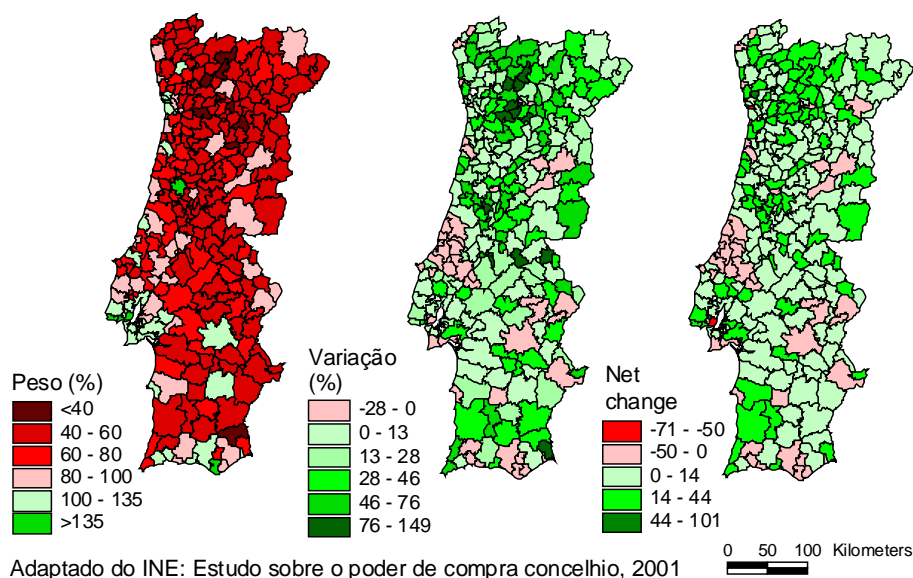 Peso (%)
<40
40 - 60
60 - 80
80 - 100
100 - 135
>135
Variação
(%)
-28 - 0
0 - 13
13 - 28
28 - 46
46 - 76
76 - 149
Net
change
-71 - -50
-50 - 0
0 - 14
14 - 44
44 - 101
Adaptado do INE: Estudo sobre o poder de compra concelhio, 2001
0 50 100 Kilometers